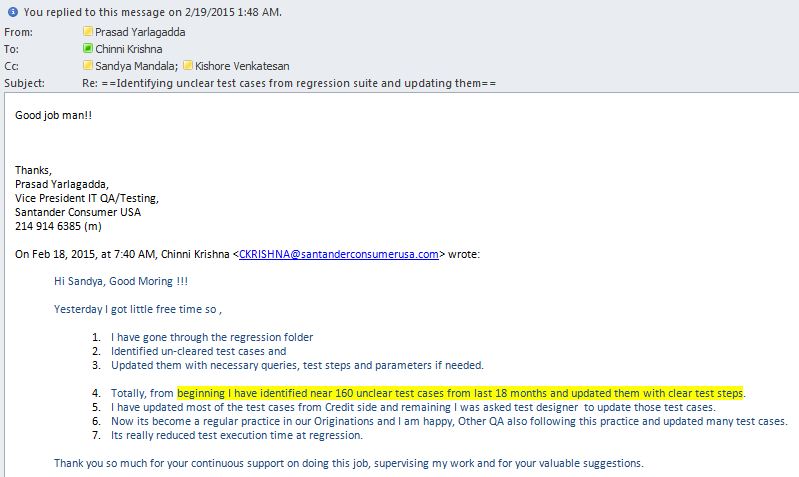 You replied to this message on 2/19/2015 1:48 AM.
From: Prasad Yarlagadda
To: Chinni Krishna
Cc: Sandya Mandala; Kishore Venkatesan
Subject: Re: ==Identifying unclear test cases from regression suite and updating them==
Good job man!!
Thanks,
Prasad Yarlagadda,
Vice President IT QA/Testing,
Santander Consumer USA
214 914 6385 (m)
On Feb 18, 2015, at 7:40 AM, Chinni Krishna <CKRISHNA@santanderconsumerusa.com> wrote:
Hi Sandya, Good Moring !!!
Yesterday I got little free time so ,
1. I have gone through the regression folder
2. Identified un-cleared test cases and
3. Updated them with necessary queries, test steps and parameters if needed.
4. Totally, from beginning I have identified near 160 unclear test cases from last 18 months and updated them with clear test steps.
5. I have updated most of the test cases from Credit side and remaining I was asked test designer to update those test cases.
6. Now its become a regular practice in our Originations and I am happy, Other QA also following this practice and updated many test cases.
7. Its really reduced test execution time at regression.
Thank you so much for your continuous support on doing this job, supervising my work and for your valuable suggestions.